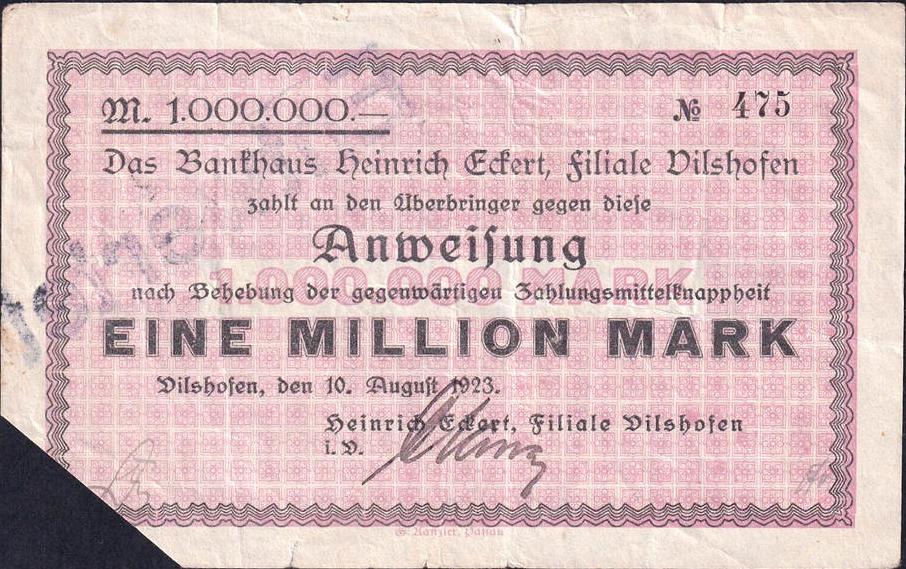 M. 1.000.000.—
№ 475
Das Bankhaus Heinrich Eckert, Filiale Vilshofen
zahlt an den Überbringer gegen diese
Anweisung
1.000.000 MARK
nach Behebung der gegenwärtigen Zahlungsmittelknappheit
EINE MILLION MARK
Vilshofen, den 10. August 1923.
Heinrich Eckert, Filiale Vilshofen
i. V.
Kanzler, Passau